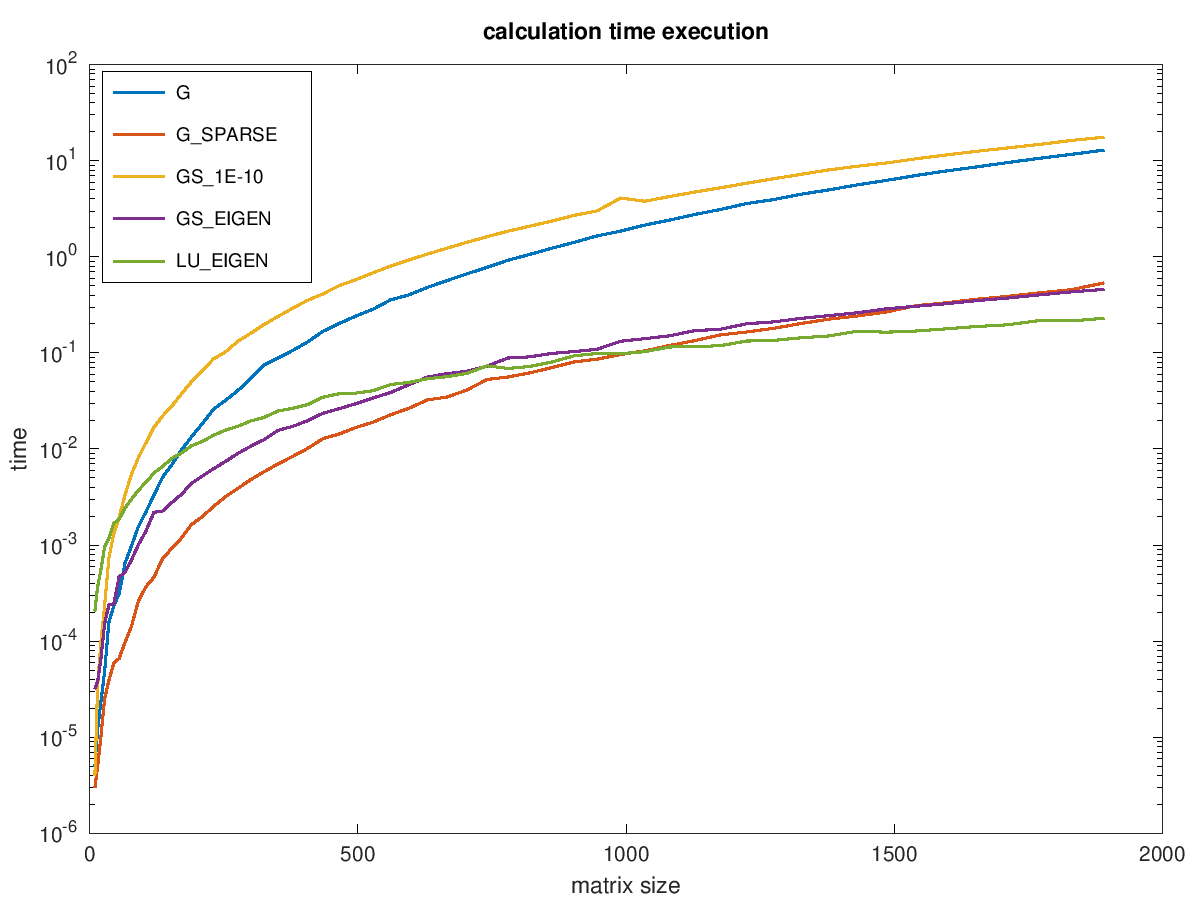 calculation time execution
10^2
10^1
10^0
10^-1
10^-2
10^-3
10^-4
10^-5
10^-6
G
G_SPARSE
GS_1E-10
GS_EIGEN
LU_EIGEN
time
0 500 1000 1500 2000
matrix size